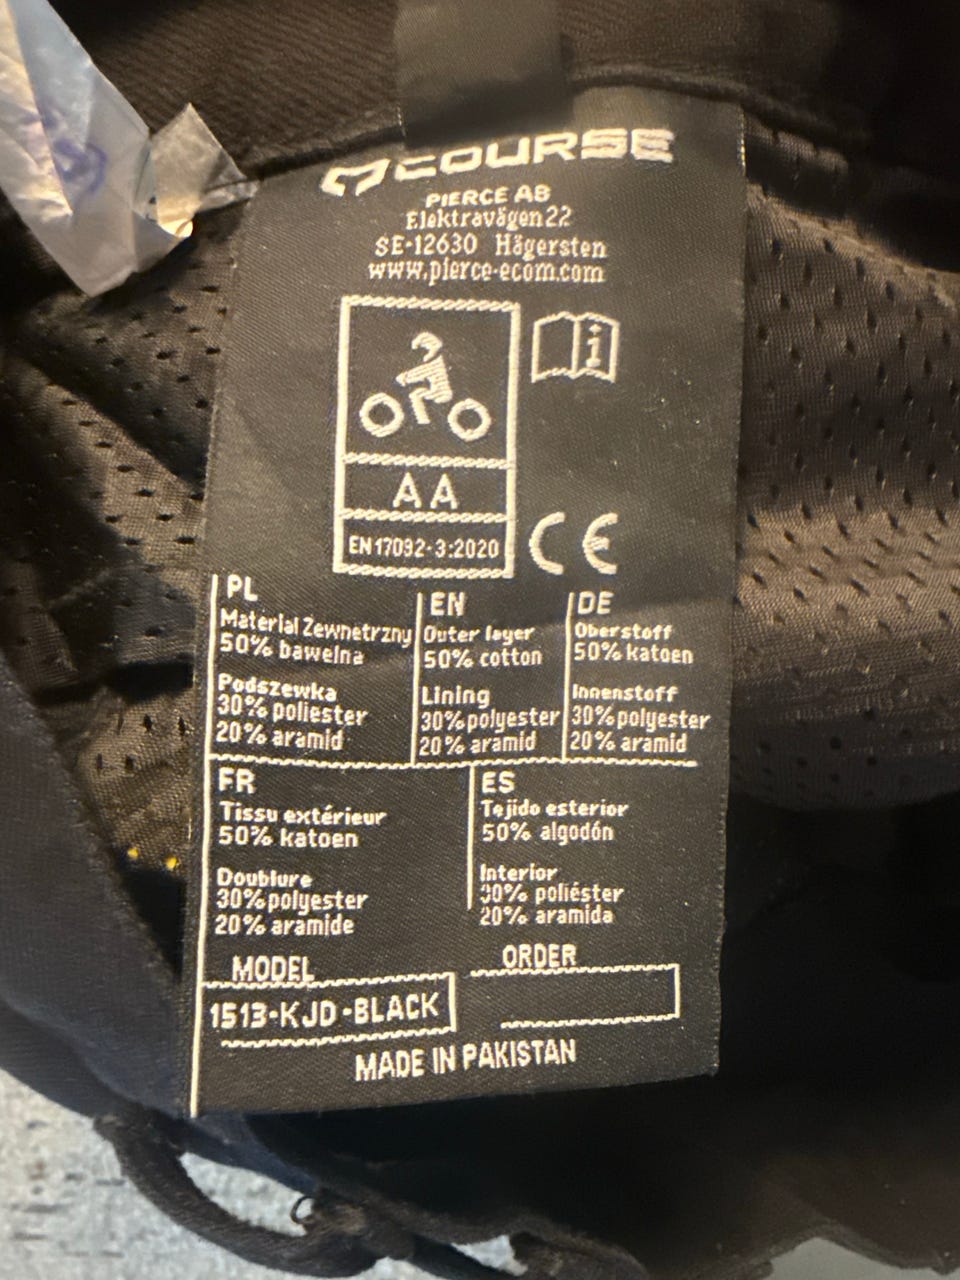 COURSE
PIERCE AB
Elektravägen 22
SE-12630 Hägersten
www.pierce-ecom.com
i
AA
EN 17092-3:2020
CE
PL
Material Zewnetrzny
50% bawelna
Podszewka
30% poliester
20% aramid
EN
Outer layer
50% cotton
Lining
30% polyester
20% aramid
DE
Oberstoff
50% katoen
Innenstoff
30% polyester
20% aramid
FR
Tissu extérieur
50% katoen
Doublure
30% polyester
20% aramide
ES
Tejido esterior
50% algodón
Interior
30% poliéster
20% aramida
MODEL
1513-KJD-BLACK
ORDER
MADE IN PAKISTAN